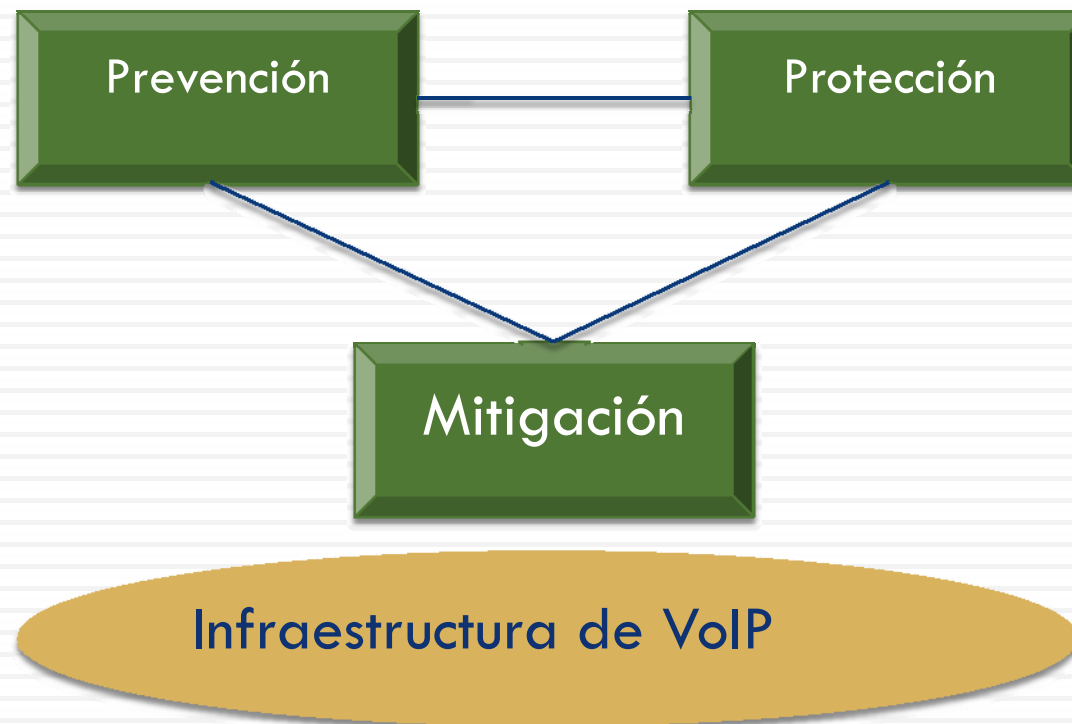 Prevención
Protección
Mitigación
Infraestructura de VoIP